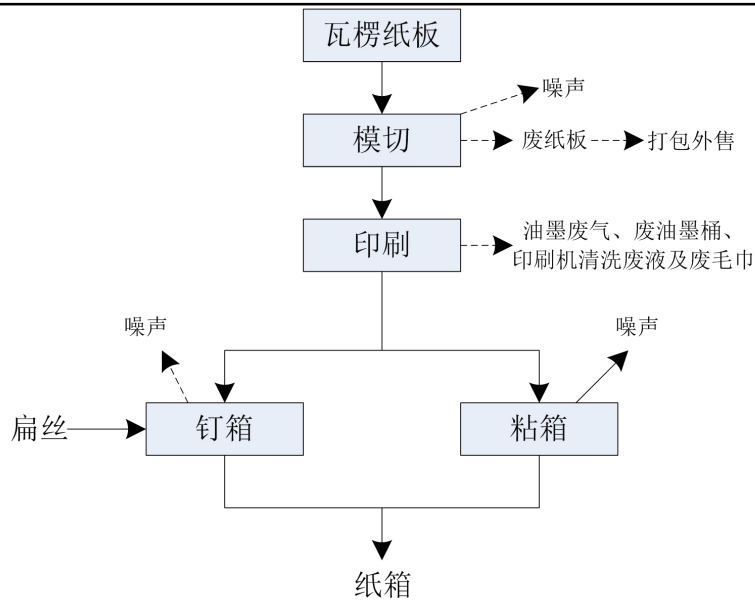 瓦楞纸板
噪声
模切
废纸板
打包外售
印刷
油墨废气、废油墨桶、
印刷机清洗废液及废毛巾
噪声
噪声
扁丝
钉箱
粘箱
纸箱